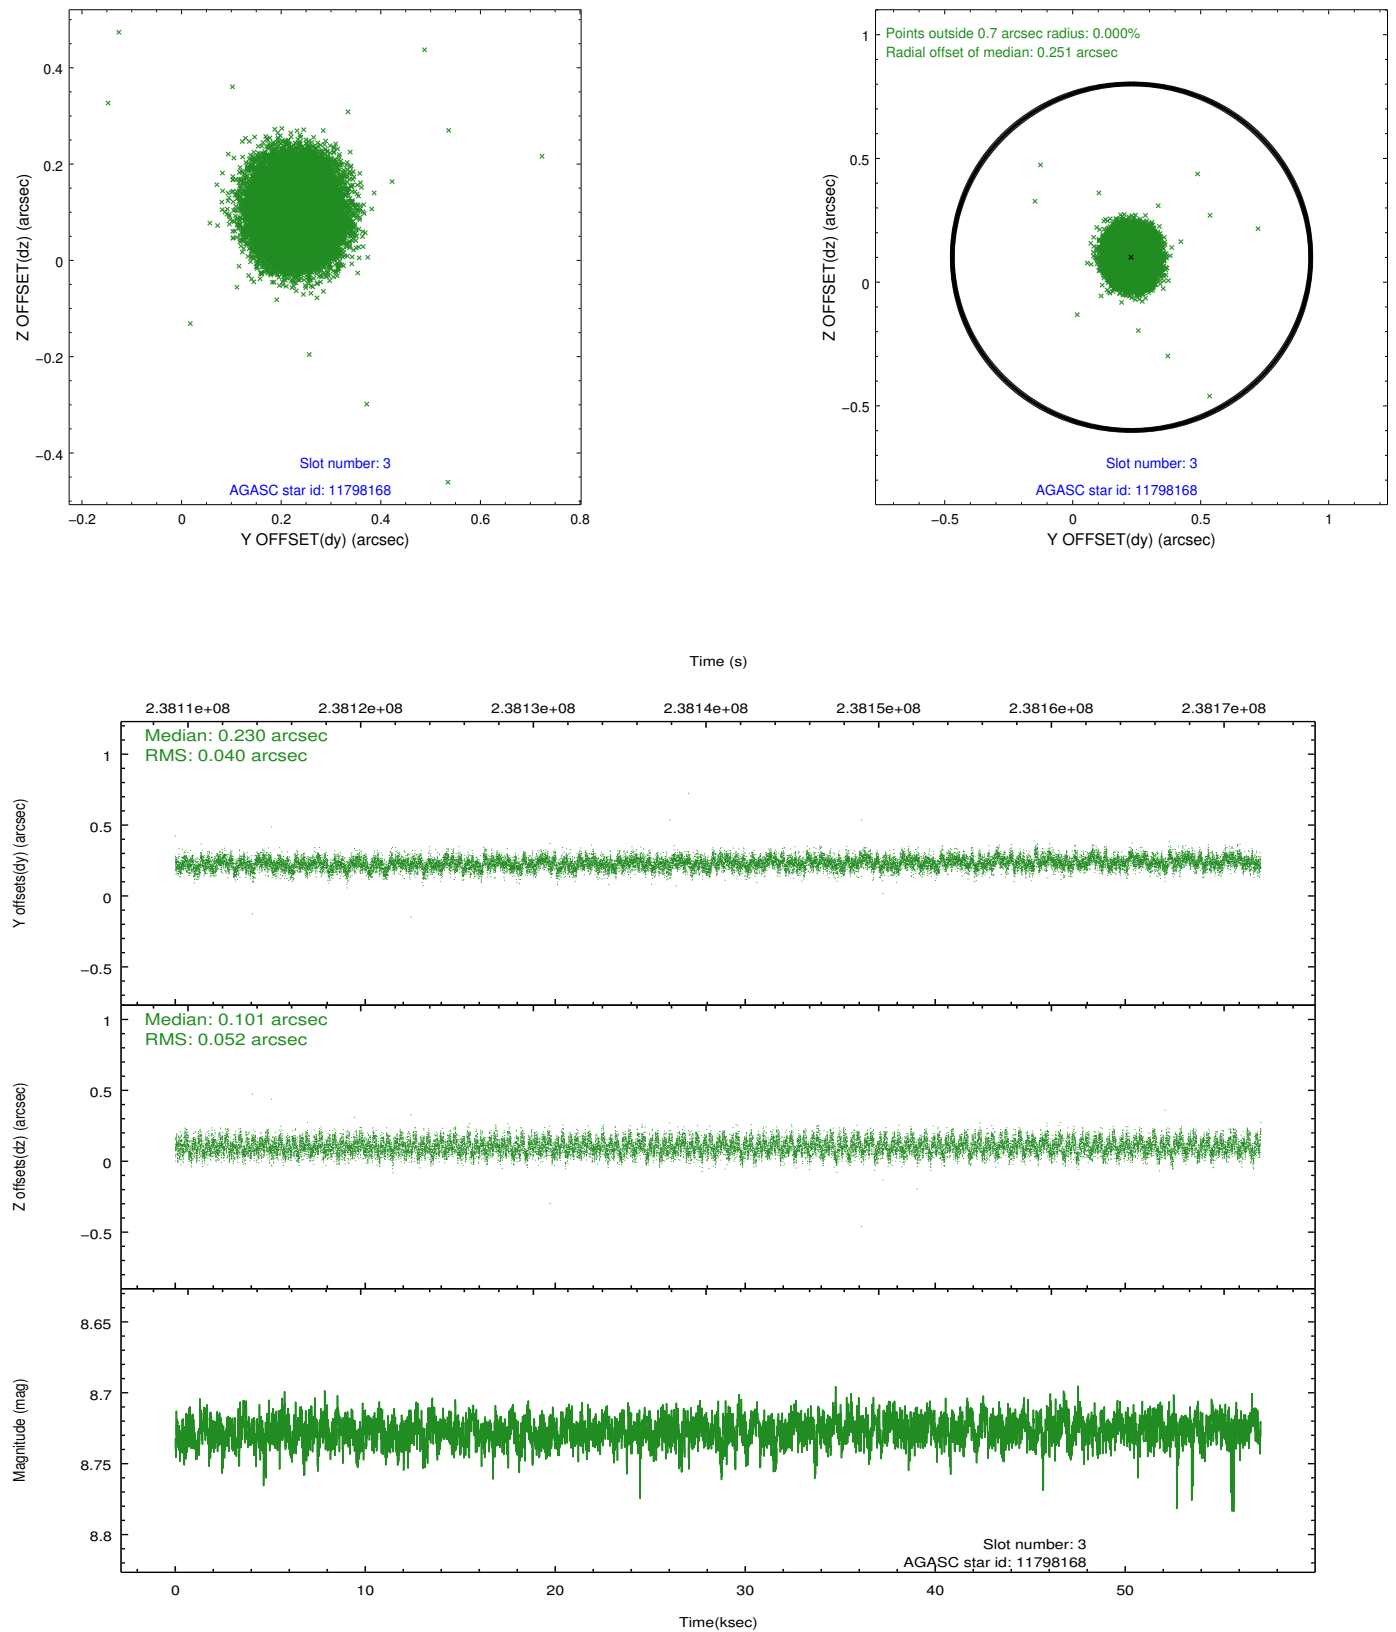 0.4
0.2
0
−0.2
−0.4
Z OFFSET(dz) (arcsec)
Slot number: 3
AGASC star id: 11798168
−0.2 0 0.2 0.4 0.6 0.8
Y OFFSET(dy) (arcsec)
Points outside 0.7 arcsec radius: 0.000%
Radial offset of median: 0.251 arcsec
1
0.5
0
−0.5
Z OFFSET(dz) (arcsec)
Slot number: 3
AGASC star id: 11798168
−0.5 0 0.5 1
Y OFFSET(dy) (arcsec)
Time (s)
2.3811e+08 2.3812e+08 2.3813e+08 2.3814e+08 2.3815e+08 2.3816e+08 2.3817e+08
Median: 0.230 arcsec
RMS: 0.040 arcsec
1
0.5
0
−0.5
Y offsets(dy) (arcsec)
Median: 0.101 arcsec
RMS: 0.052 arcsec
1
0.5
0
−0.5
Z offsets(dz) (arcsec)
8.65
8.7
8.75
8.8
Magnitude (mag)
Slot number: 3
AGASC star id: 11798168
0 10 20 30 40 50
Time(ksec)